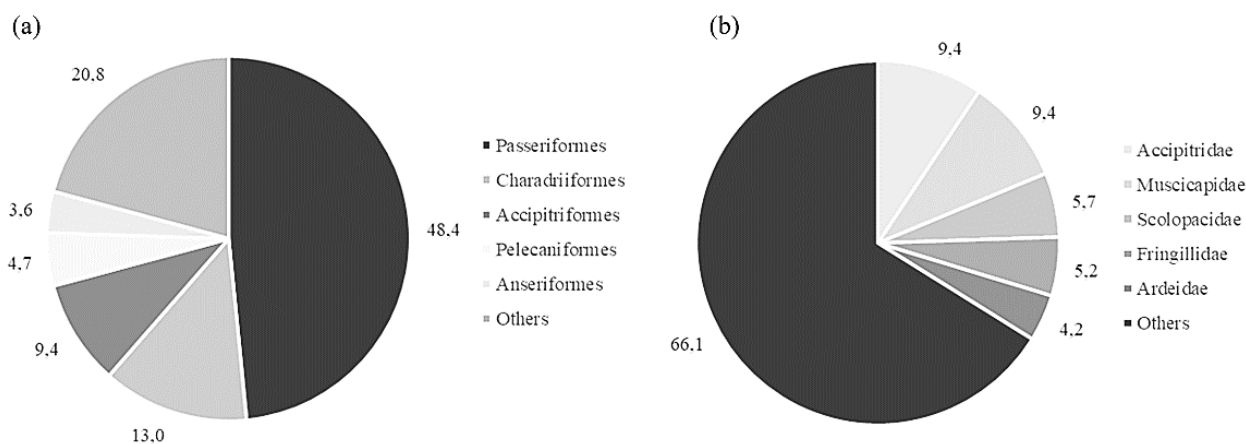 (a)
20,8
3,6
4,7
9,4
13,0
48,4
Passeriformes
Charadriiformes
Accipitriformes
Pelecaniformes
Anseriformes
Others
(b)
9,4
9,4
5,7
5,2
4,2
66,1
Accipitridae
Muscicapidae
Scolopacidae
Fringillidae
Ardeidae
Others